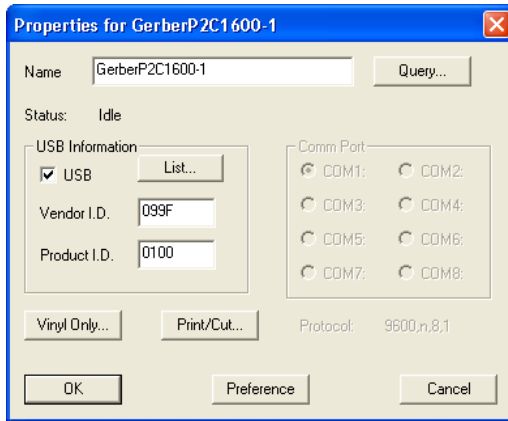 Properties for GerberP2C1600-1
Name GerberP2C1600-1 Query...
Status: Idle
USB Information
USB List...
Vendor I.D. 099F
Product I.D. 0100
Comm Port
COM1: COM2:
COM3: COM4:
COM5: COM6:
COM7: COM8:
Vinyl Only... Print/Cut... Protocol: 9600,n,8,1
OK Preference Cancel